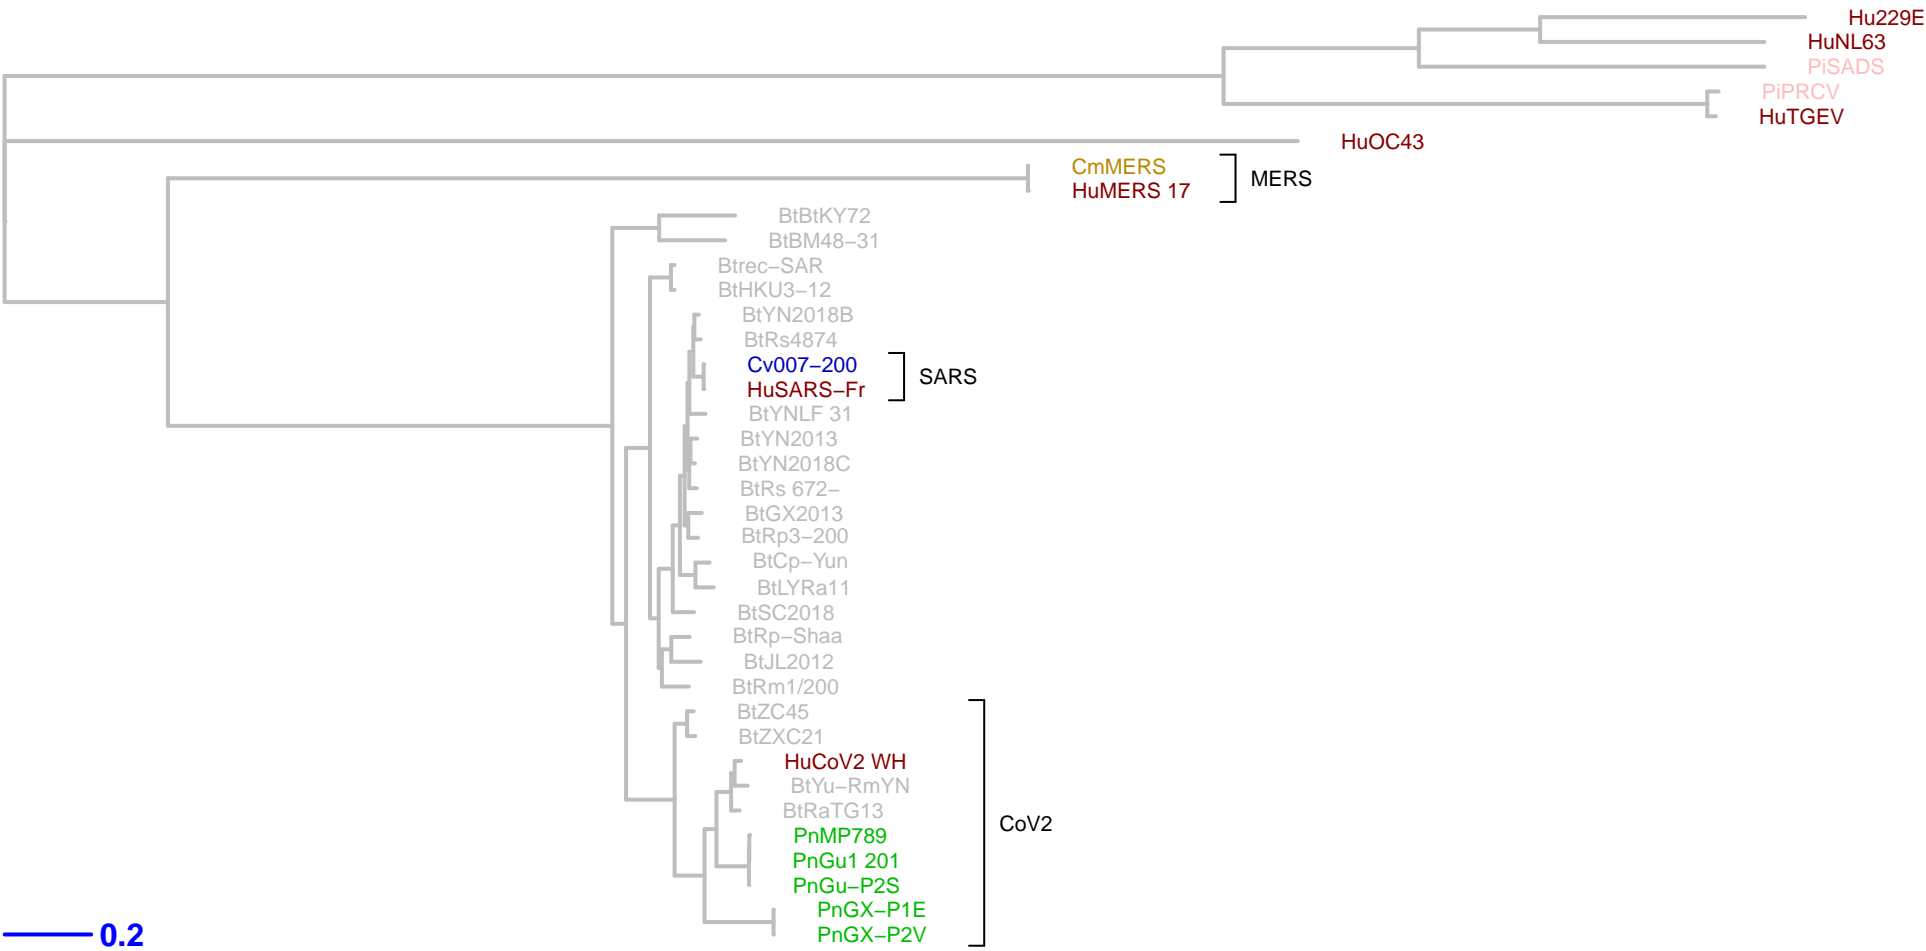 Hu229E
HuNL63
PiSADS
PiPRCV
HuTGEV
HuOC43
CmMERS
HuMERS 17
MERS
BtBtKY72
BtBM48−31
Btrec−SAR
BtHKU3−12
BtYN2018B
BtRs4874
Cv007−200
HuSARS−Fr
SARS
BtYNLF 31
BtYN2013
BtYN2018C
BtRs 672−
BtGX2013
BtRp3−200
BtCp−Yun
BtLYRa11
BtSC2018
BtRp−Shaa
BtJL2012
BtRm1/200
BtZC45
BtZXC21
HuCoV2 WH
BtYu−RmYN
BtRaTG13
CoV2
PnMP789
PnGu1 201
PnGu−P2S
PnGX−P1E
PnGX−P2V
0.2